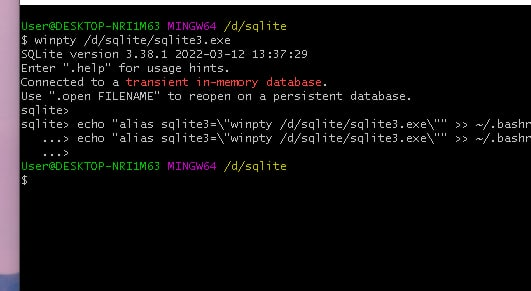 User@DESKTOP-NRI1M63 MINGW64 /d/sqlite
$ winpty /d/sqlite/sqlite3.exe
SQLite version 3.38.1 2022-03-12 13:37:29
Enter ".help" for usage hints.
Connected to a transient in-memory database.
Use ".open FILENAME" to reopen on a persistent database.
sqlite>
sqlite> echo "alias sqlite3=\"winpty /d/sqlite/sqlite3.exe\"" >> ~/.bashr
...> echo "alias sqlite3=\"winpty /d/sqlite/sqlite3.exe\"" >> ~/.bashr
...>
User@DESKTOP-NRI1M63 MINGW64 /d/sqlite
$